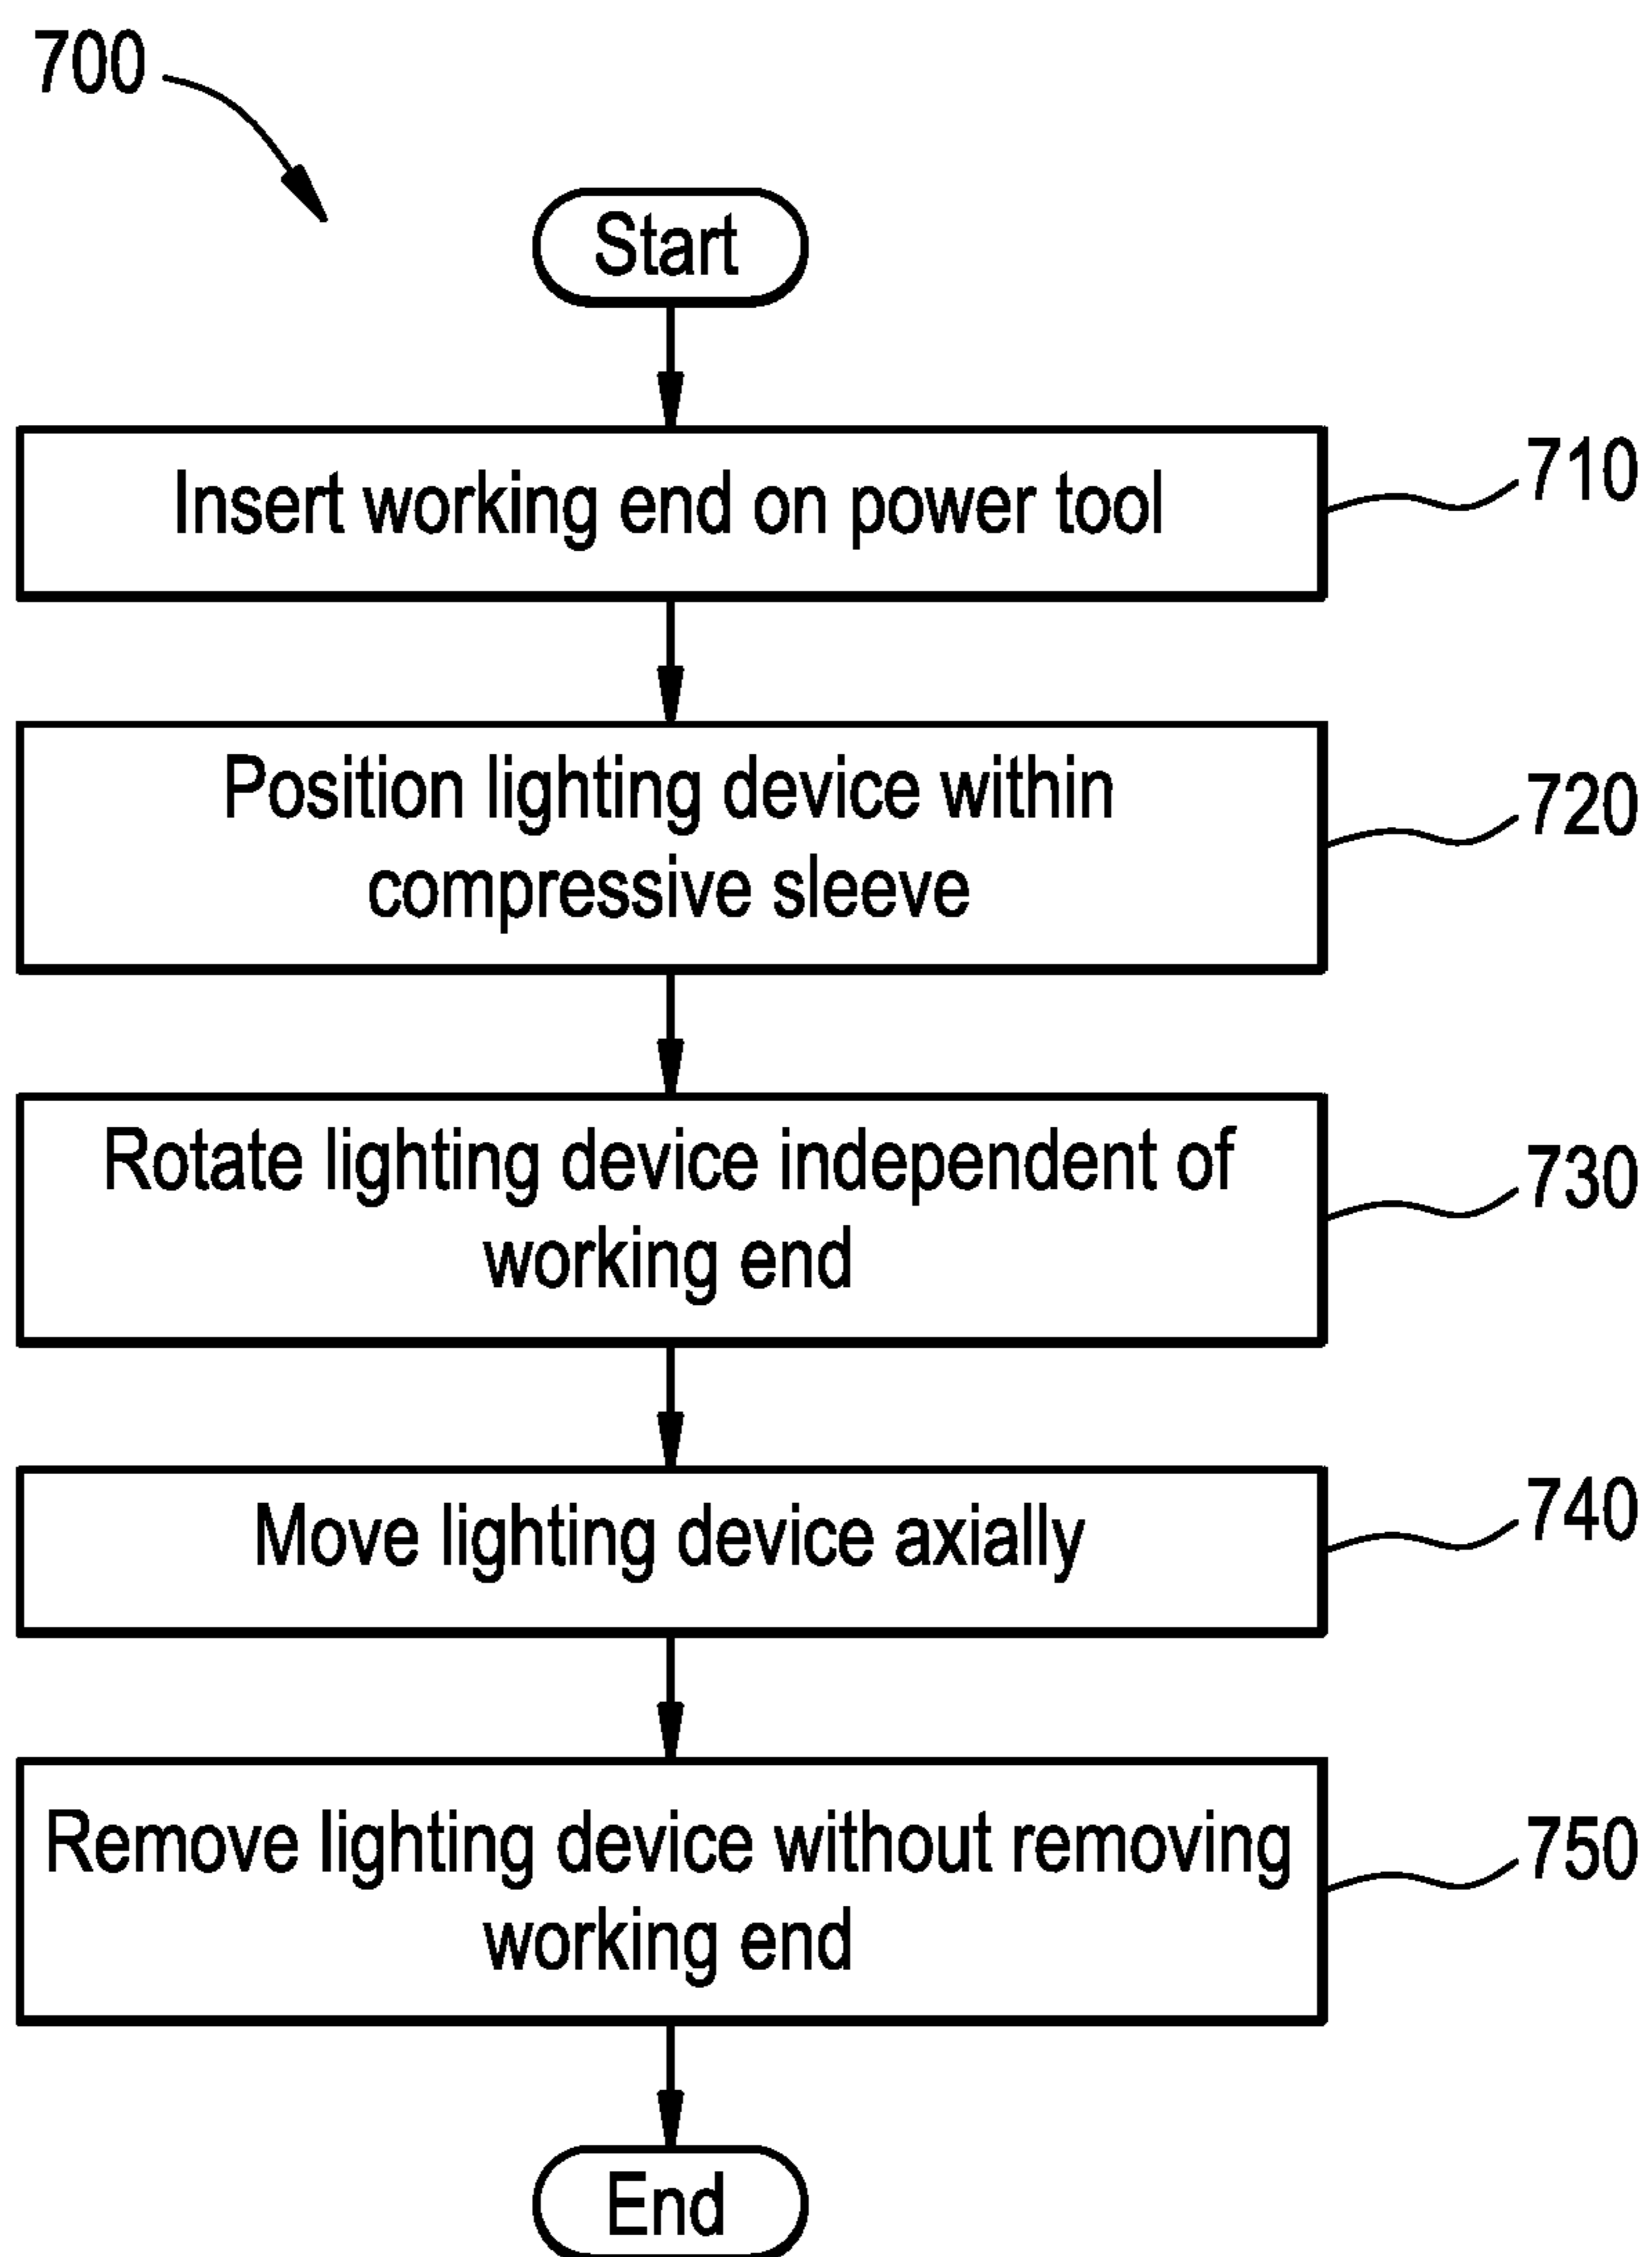 700
Start
Insert working end on power tool
710
Position lighting device within
compressive sleeve
720
Rotate lighting device independent of
working end
730
Move lighting device axially
740
Remove lighting device without removing
working end
750
End